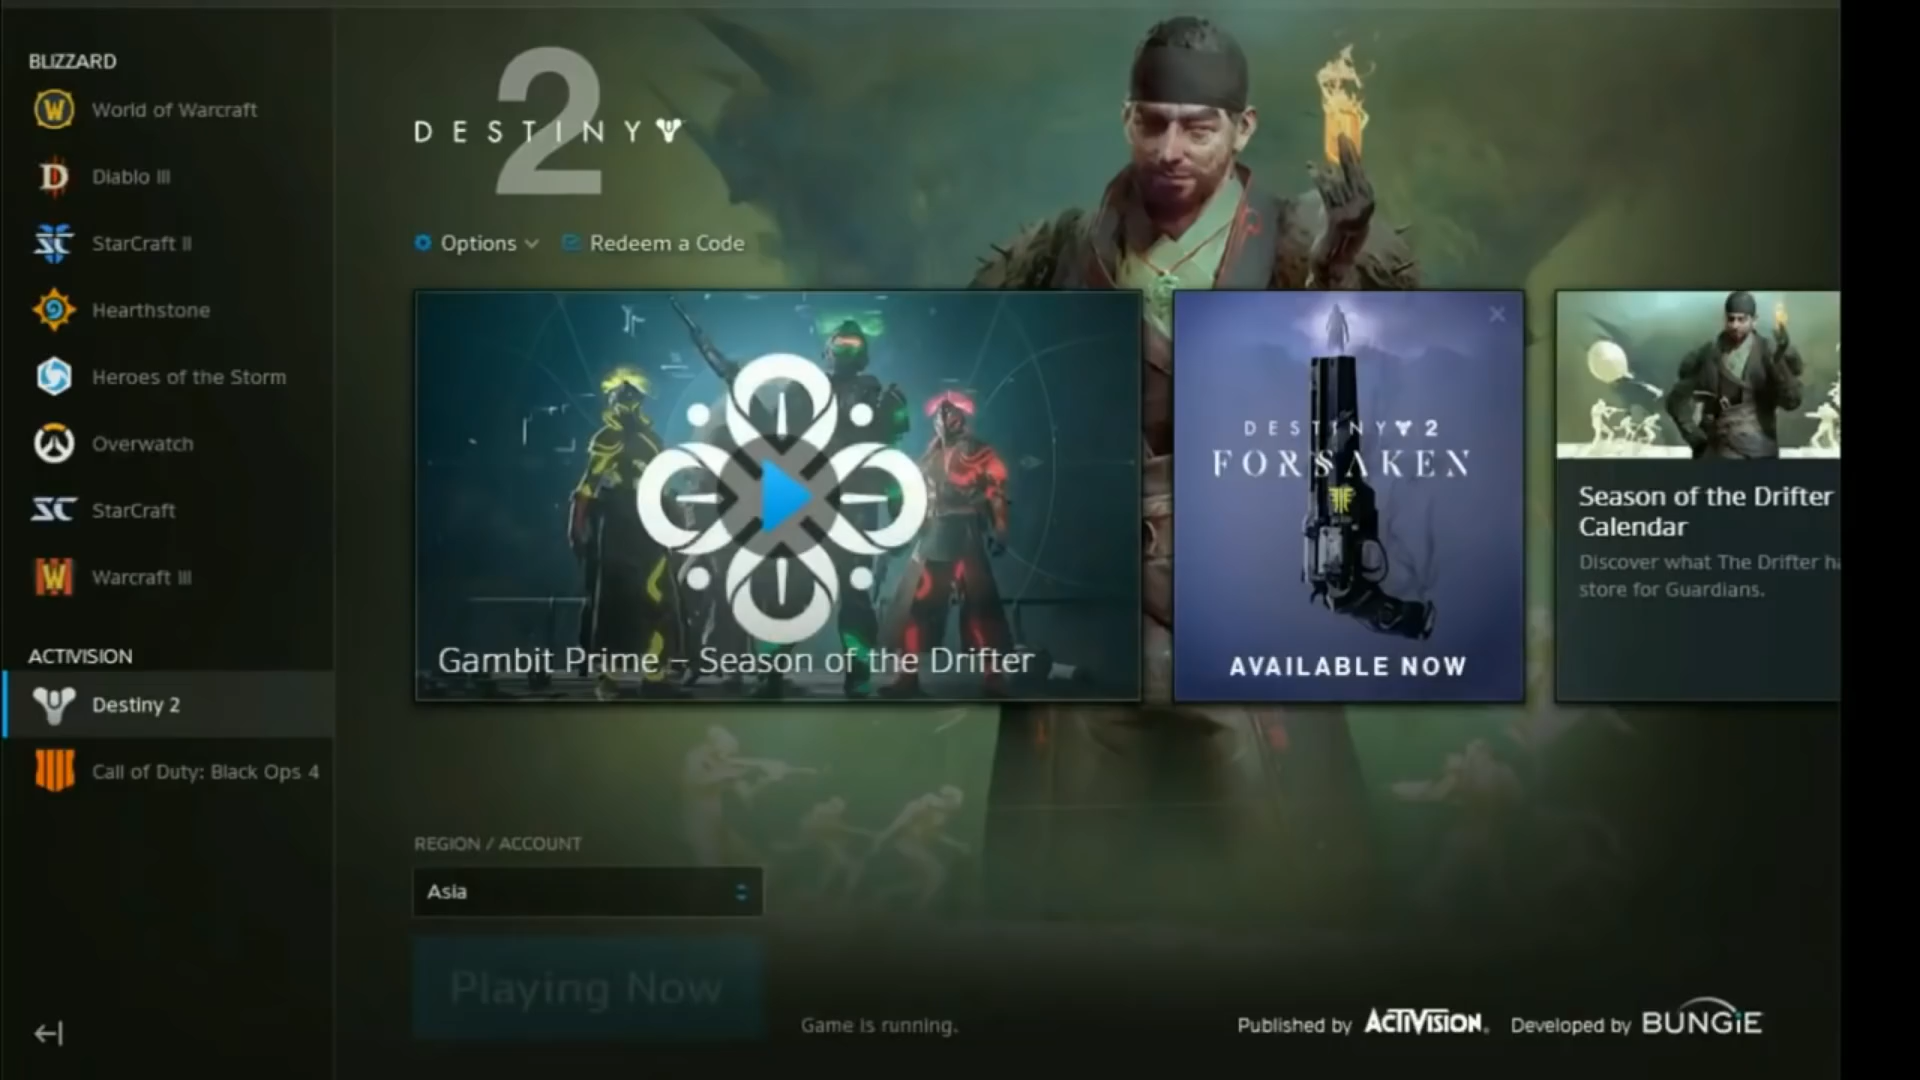 BLIZZARD
World of Warcraft
Diablo III
StarCraft II
Hearthstone
Heroes of the Storm
Overwatch
StarCraft
Warcraft III
ACTIVISION
Destiny 2
Call of Duty: Black Ops 4
2
DESTINY
Options
Redeem a Code
Gambit Prime – Season of the Drifter
DESTINY 2
FORSAKEN
AVAILABLE NOW
Season of the Drifter
Calendar
Discover what The Drifter
store for Guardians.
REGION / ACCOUNT
Asia
Playing Now
Game is running.
Published by ACTIVISION. Developed by BUNGiE